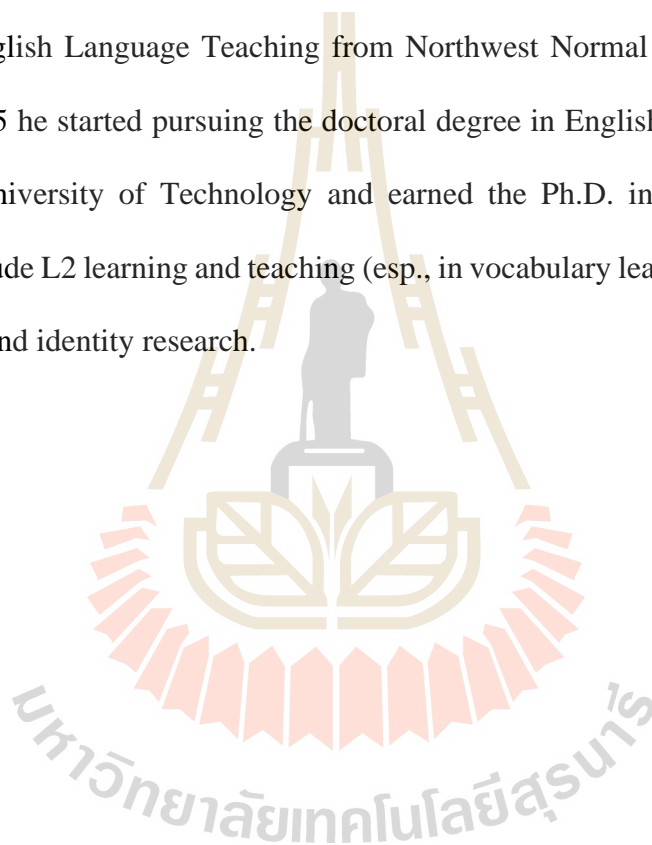 glish Language Teaching from Northwest Normal
5 he started pursuing the doctoral degree in English
niversity of Technology and earned the Ph.D. in
ude L2 learning and teaching (esp., in vocabulary lea
nd identity research.
มหาวิทยาลัยเทคโนโลยีสุรนารี